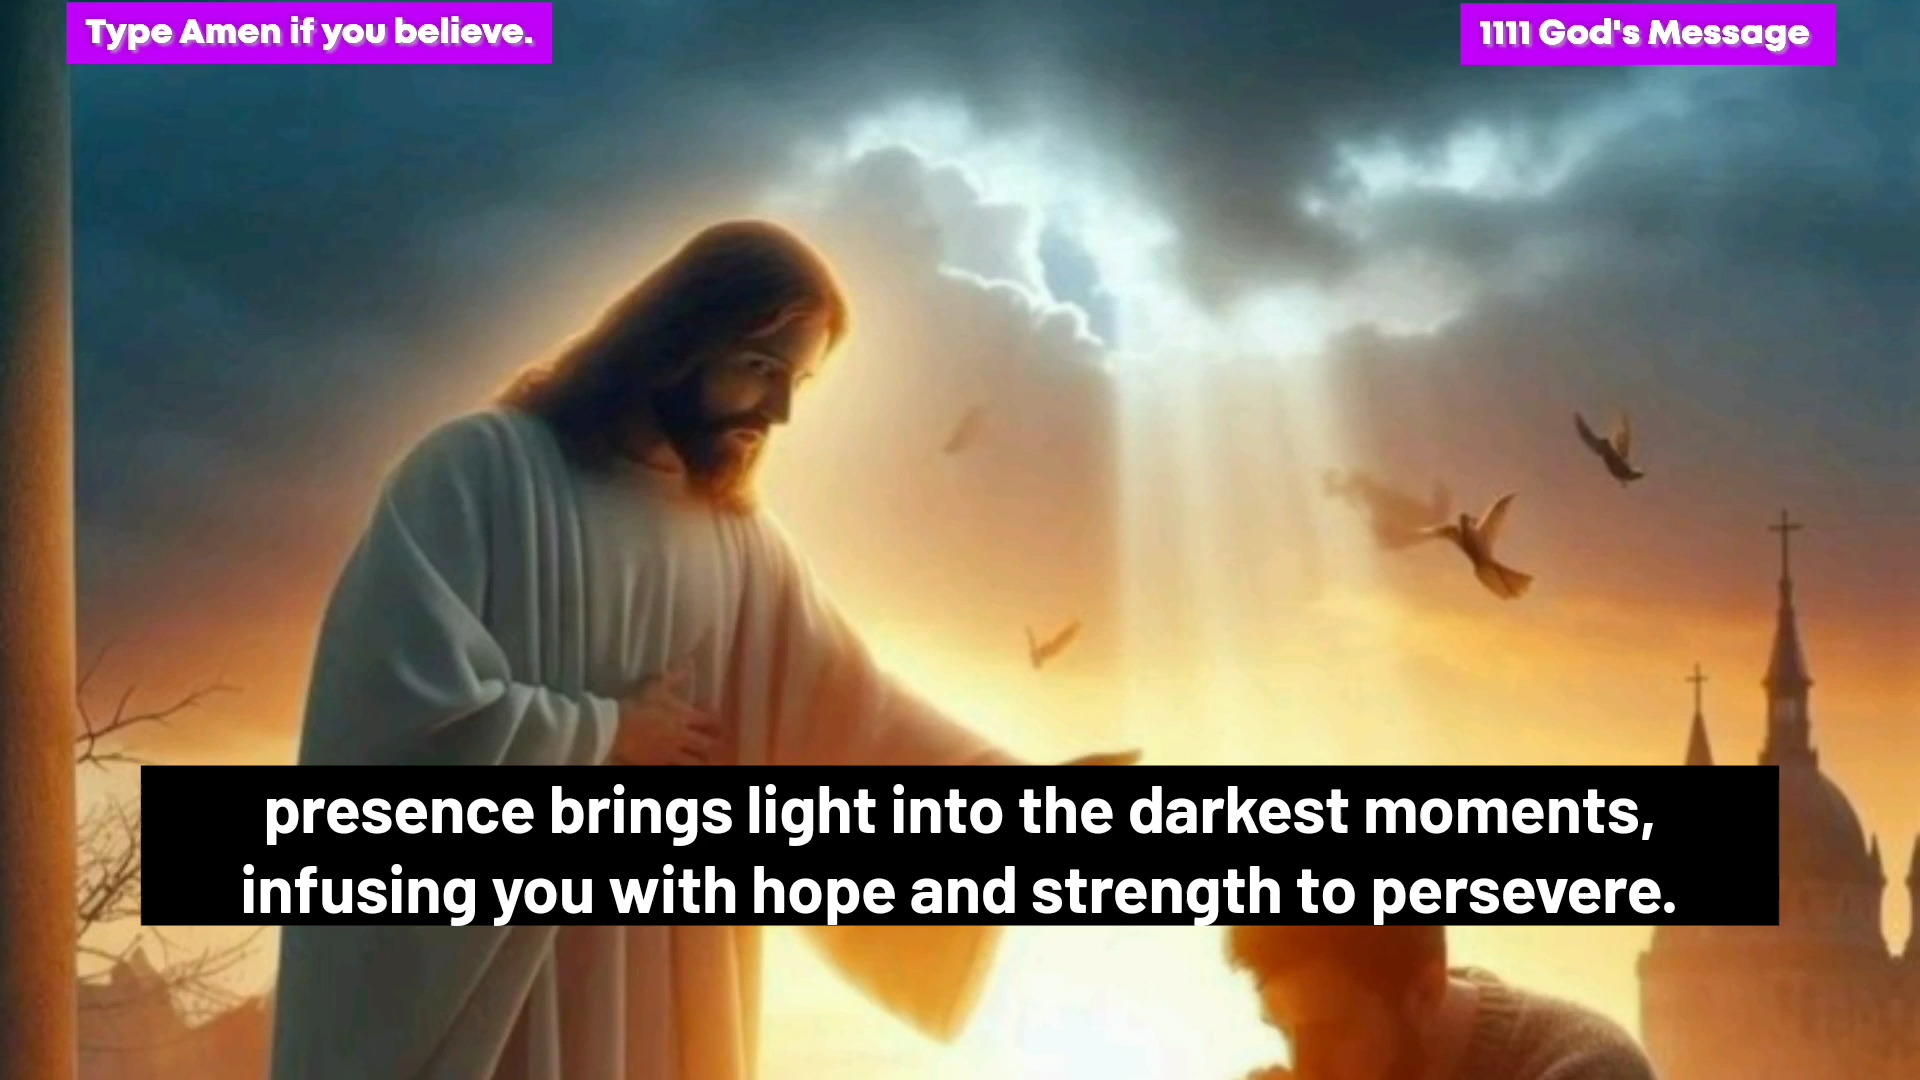 Type Amen if you believe.
1111 God's Message
presence brings light into the darkest moments,
infusing you with hope and strength to persevere.